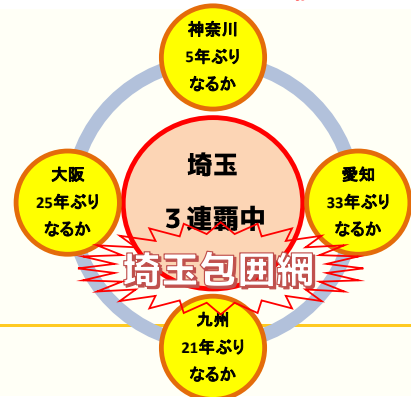 神奈川
5年ぶり
なるか
大阪
25年ぶり
なるか
埼玉
３連覇中
愛知
33年ぶり
なるか
埼玉包囲網
九州
21年ぶり
なるか